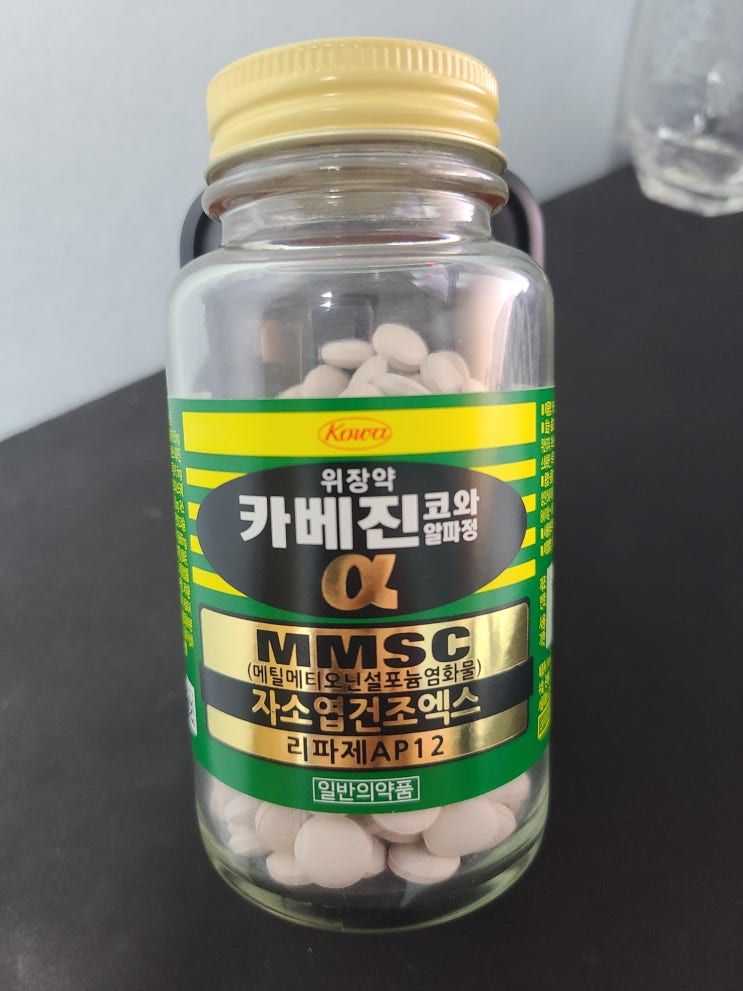 Kowa
위장약
카베진 코와
알파정
α
MMSC
(메틸메티오닌설포늄염화물)
자소엽건조엑스
리파제AP12
일반의약품